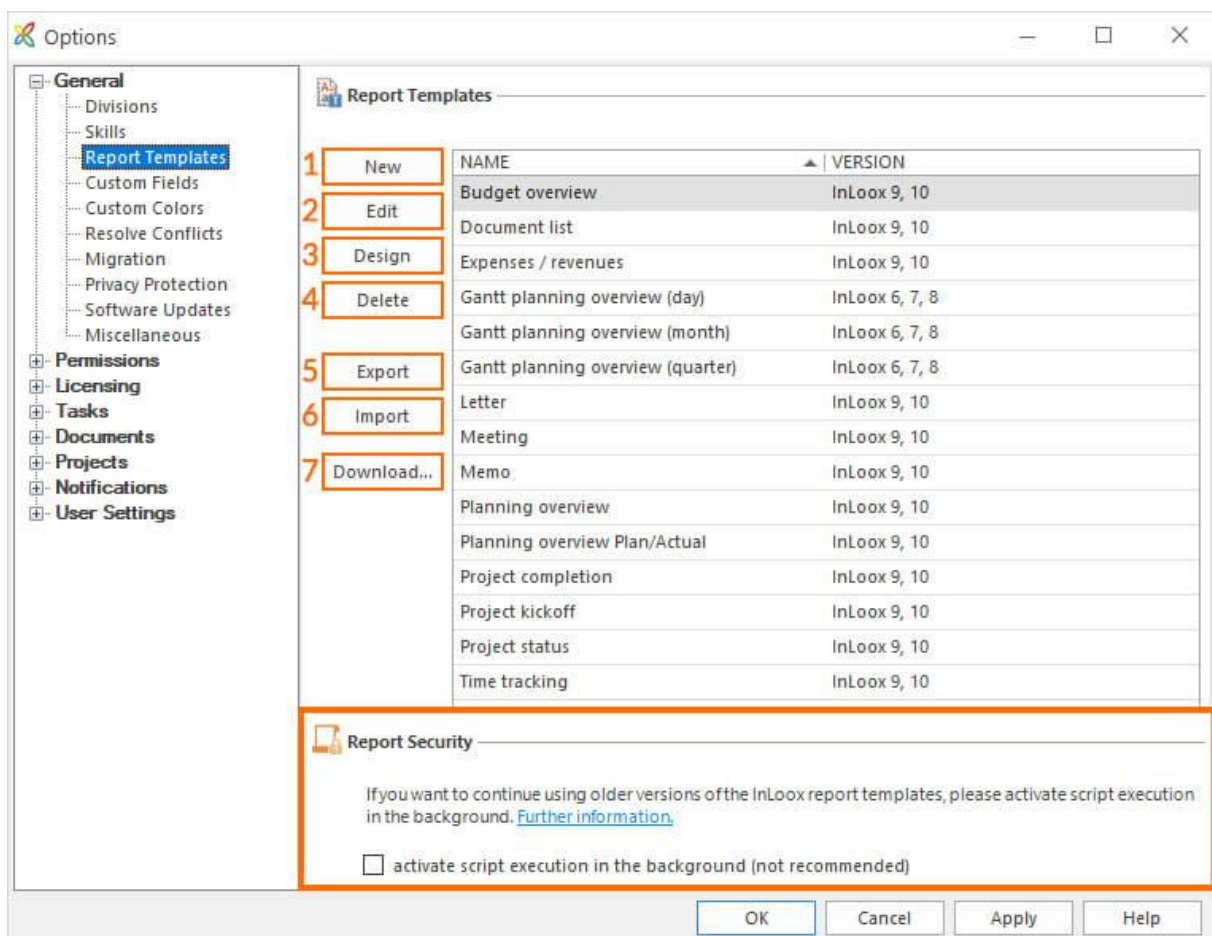 Options
General
Divisions
Skills
Report Templates
Custom Fields
Custom Colors
Resolve Conflicts
Migration
Privacy Protection
Software Updates
Miscellaneous
Permissions
Licensing
Tasks
Documents
Projects
Notifications
User Settings
Report Templates
1 New
2 Edit
3 Design
4 Delete
5 Export
6 Import
7 Download...
NAME VERSION
Budget overview InLoox 9, 10
Document list InLoox 9, 10
Expenses / revenues InLoox 9, 10
Gantt planning overview (day) InLoox 6, 7, 8
Gantt planning overview (month) InLoox 6, 7, 8
Gantt planning overview (quarter) InLoox 6, 7, 8
Letter InLoox 9, 10
Meeting InLoox 9, 10
Memo InLoox 9, 10
Planning overview InLoox 9, 10
Planning overview Plan/Actual InLoox 9, 10
Project completion InLoox 9, 10
Project kickoff InLoox 9, 10
Project status InLoox 9, 10
Time tracking InLoox 9, 10
Report Security
If you want to continue using older versions of the InLoox report templates, please activate script execution
in the background. Further information.
activate script execution in the background (not recommended)
OK Cancel Apply Help